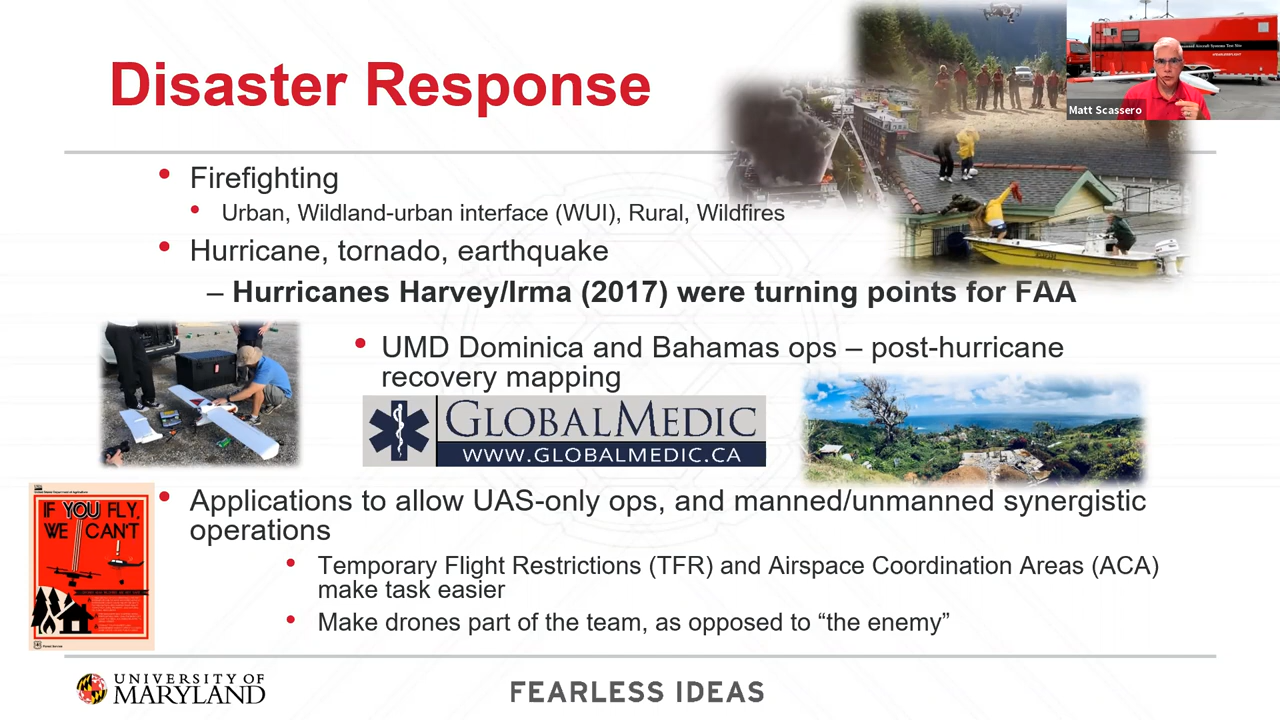 Disaster Response
Matt Scassero
• Firefighting
• Urban, Wildland-urban interface (WUI), Rural, Wildfires
• Hurricane, tornado, earthquake
– Hurricanes Harvey/Irma (2017) were turning points for FAA
• UMD Dominica and Bahamas ops – post-hurricane
recovery mapping
GLOBALMEDIC
WWW.GLOBALMEDIC.CA
• Applications to allow UAS-only ops, and manned/unmanned synergistic
operations
• Temporary Flight Restrictions (TFR) and Airspace Coordination Areas (ACA)
make task easier
• Make drones part of the team, as opposed to “the enemy”
IF YOU FLY,
WE CAN'T
UNIVERSITY OF
MARYLAND
FEARLESS IDEAS